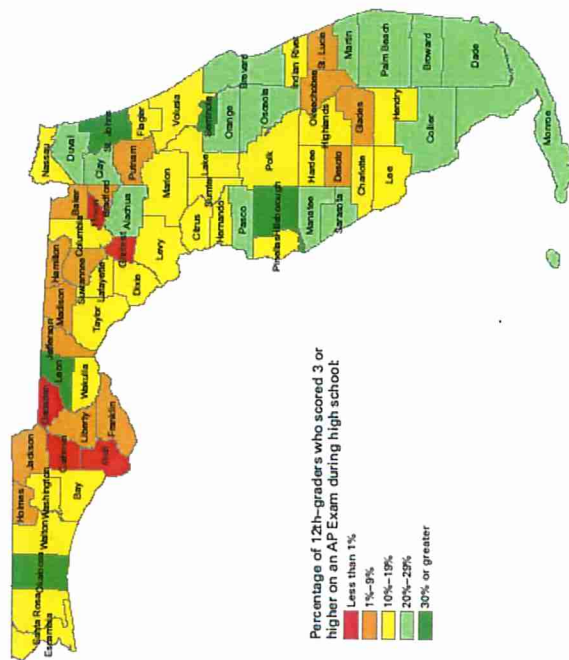 Nassau
Duval
Baker
Hamilton
Madison
Jefferson
Leon
Gadsden
Jackson
Holmes
Washington
Walton
Okaloosa
Santa Rosa
Escambia
Bay
Calhoun
Gulf
Liberty
Franklin
Wakulla
Taylor
Lafayette
Suwannee
Columbia
Union
Bradford
Clay
St. Johns
Putnam
Alachua
Gilchrist
Dixie
Levy
Marion
Flagler
Volusia
Citrus
Sumter
Lake
Hernando
Seminole
Orange
Brevard
Osceola
Pasco
Pinellas
Hillsborough
Polk
Indian River
Manatee
Hardee
Highlands
Okeechobee
St. Lucie
Sarasota
Desoto
Martin
Charlotte
Glades
Lee
Hendry
Palm Beach
Collier
Broward
Monroe
Dade
Percentage of 12th–graders who scored 3 or
higher on an AP Exam during high school:
Less than 1%
1%–9%
10%–19%
20%–29%
30% or greater